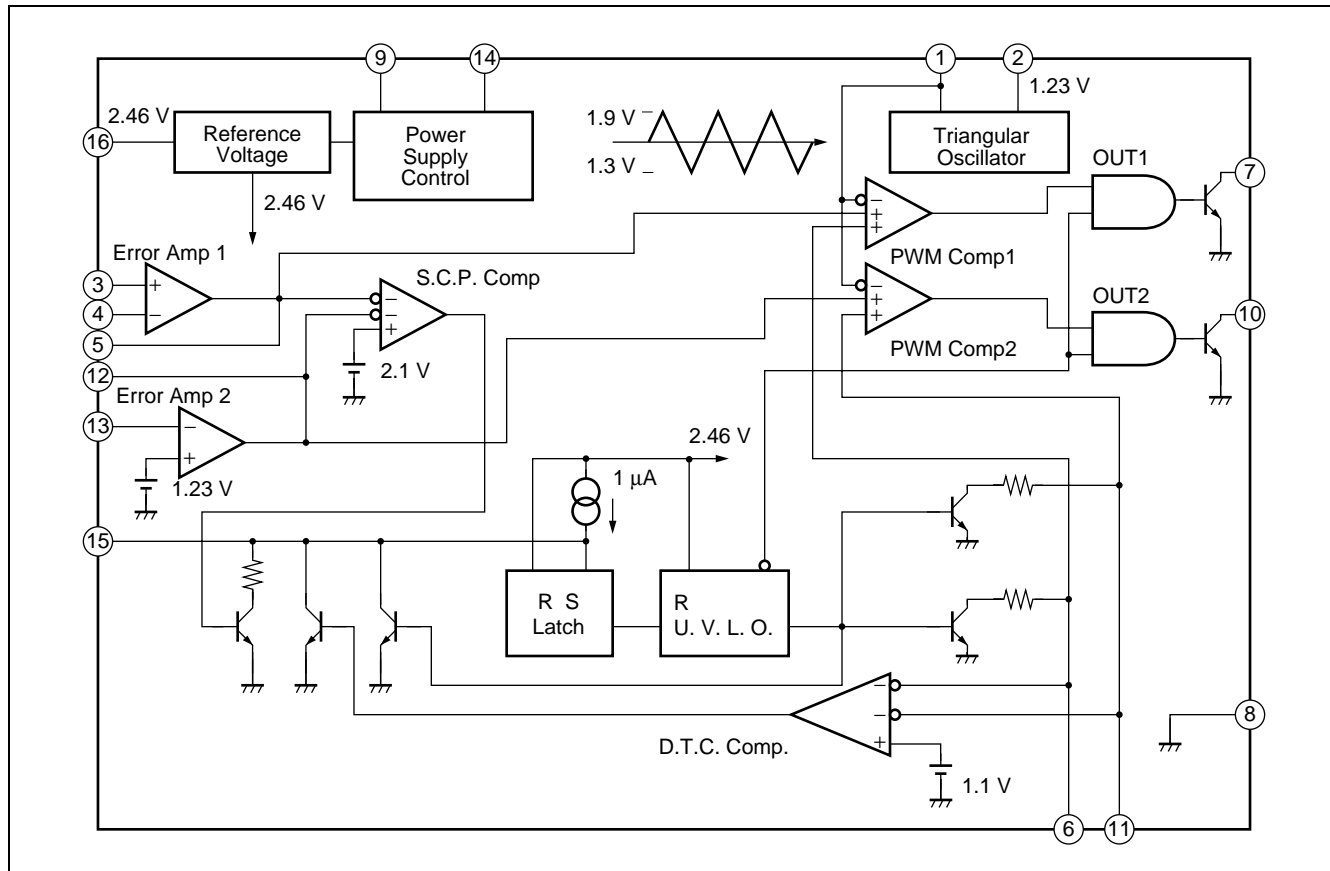 9
14
1
2
1.23 V
2.46 V
16
Reference
Voltage
Power
Supply
Control
1.9 V
1.3 V
Triangular
Oscillator
OUT1
7
2.46 V
Error Amp 1
3
+
4
−
5
S.C.P. Comp
−
−
+
2.1 V
−
+
+
PWM Comp1
−
+
+
PWM Comp2
OUT2
10
12
Error Amp 2
13
−
+
1.23 V
2.46 V
1 µA
15
R S
Latch
R
U. V. L. O.
−
−
+
D.T.C. Comp.
1.1 V
8
6
11